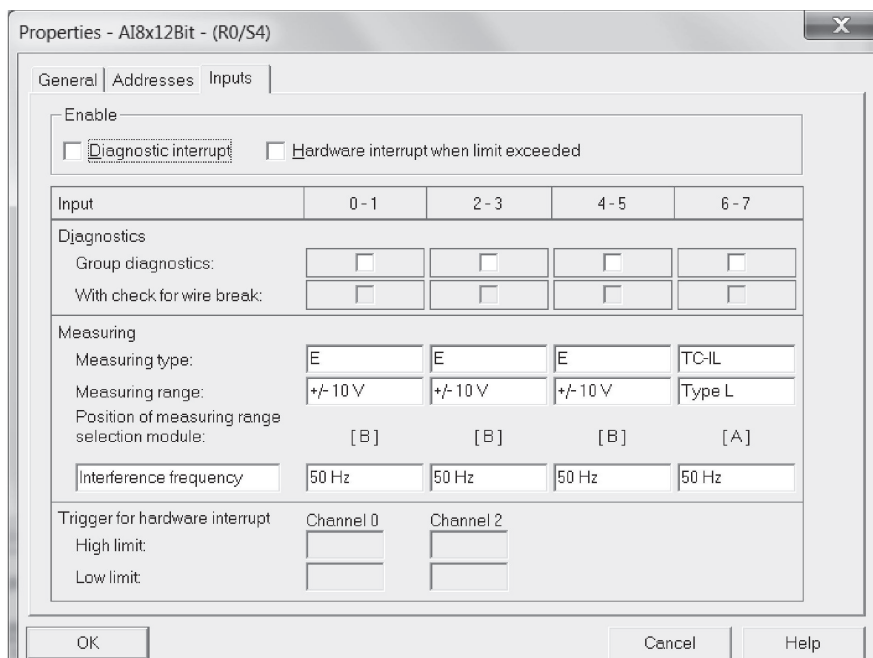 Properties - AI8x12Bit - (R0/S4)
X
General Addresses Inputs
Enable
Diagnostic interrupt Hardware interrupt when limit exceeded
Input 0 - 1 2 - 3 4 - 5 6 - 7
Diagnostics
Group diagnostics:
With check for wire break:
Measuring
Measuring type: E E E TC-IL
Measuring range: +/- 10 V +/- 10 V +/- 10 V Type L
Position of measuring range
selection module: [ B ] [ B ] [ B ] [ A ]
Interference frequency 50 Hz 50 Hz 50 Hz 50 Hz
Trigger for hardware interrupt Channel 0 Channel 2
High limit:
Low limit:
OK Cancel Help